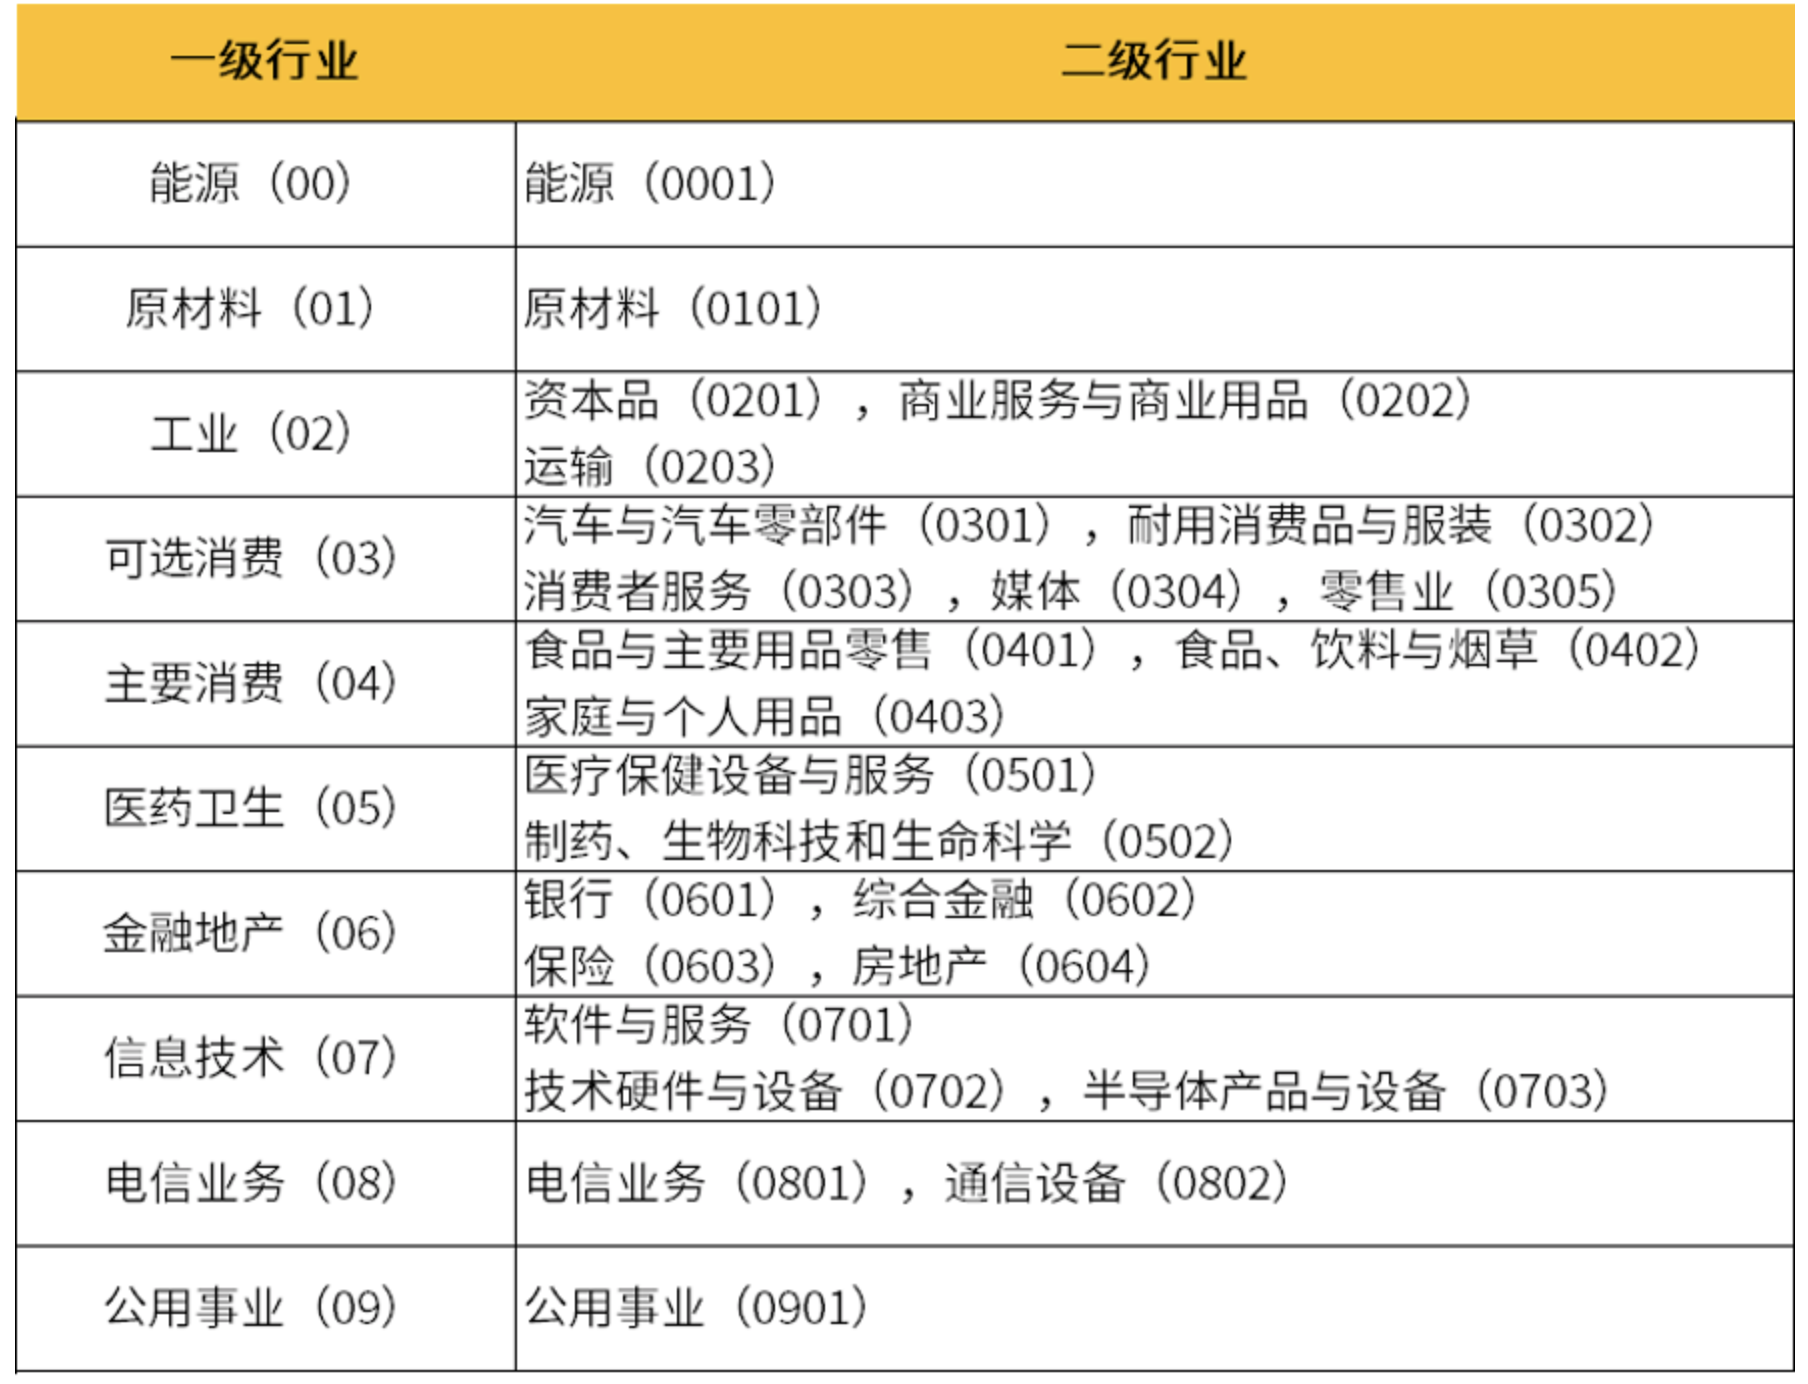 一级行业 二级行业
能源（00） 能源（0001）
原材料（01） 原材料（0101）
工业（02） 资本品（0201），商业服务与商业用品（0202）
运输（0203）
可选消费（03） 汽车与汽车零部件（0301），耐用消费品与服装（0302）
消费者服务（0303），媒体（0304），零售业（0305）
主要消费（04） 食品与主要用品零售（0401），食品、饮料与烟草（0402）
家庭与个人用品（0403）
医药卫生（05） 医疗保健设备与服务（0501）
制药、生物科技和生命科学（0502）
金融地产（06） 银行（0601），综合金融（0602）
保险（0603），房地产（0604）
信息技术（07） 软件与服务（0701）
技术硬件与设备（0702），半导体产品与设备（0703）
电信业务（08） 电信业务（0801），通信设备（0802）
公用事业（09） 公用事业（0901）